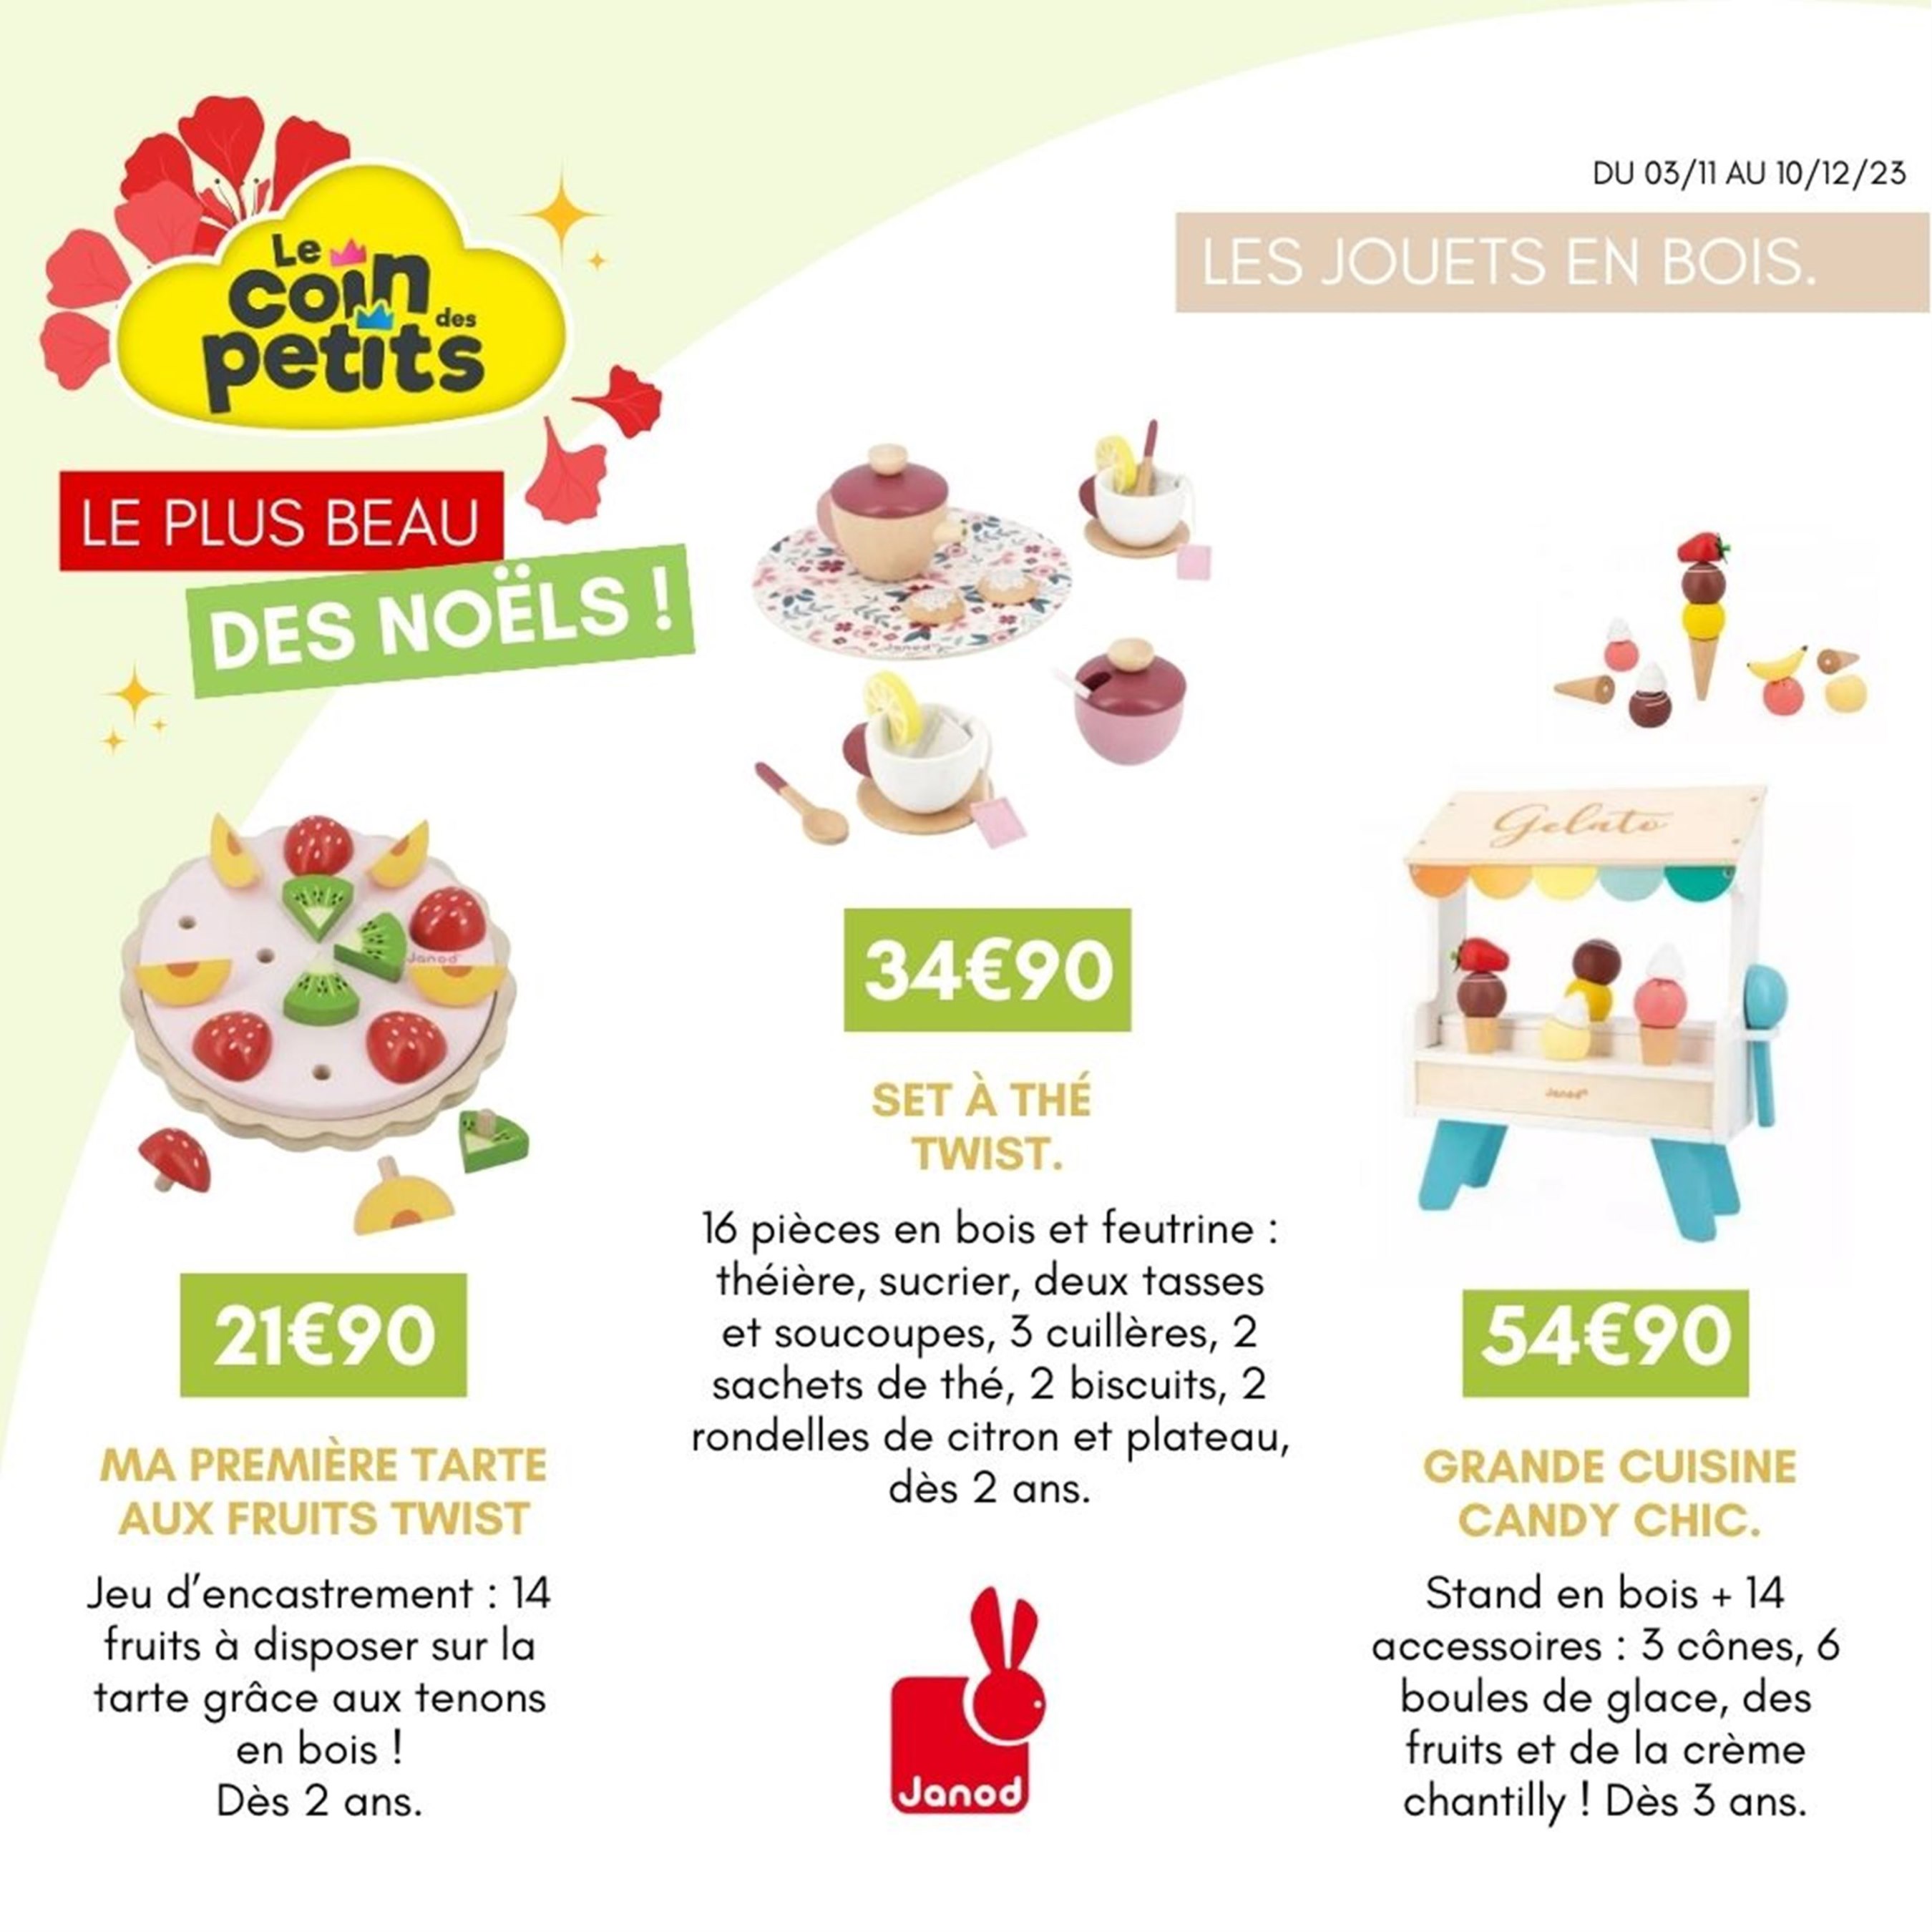 DU 03/11 AU 10/12/23
LES JOUETS EN BOIS.
Le
coin
des
petits
LE PLUS BEAU
DES NOËLS !
Janod
Gelato
Janod
Janod
21€90
MA PREMIÈRE TARTE
AUX FRUITS TWIST
Jeu d'encastrement : 14
fruits à disposer sur la
tarte grâce aux tenons
en bois !
Dès 2 ans.
34€90
SET À THÉ
TWIST.
16 pièces en bois et feutrine :
théière, sucrier, deux tasses
et soucoupes, 3 cuillères, 2
sachets de thé, 2 biscuits, 2
rondelles de citron et plateau,
dès 2 ans.
Janod
54€90
GRANDE CUISINE
CANDY CHIC.
Stand en bois + 14
accessoires : 3 cônes, 6
boules de glace, des
fruits et de la crème
chantilly ! Dès 3 ans.